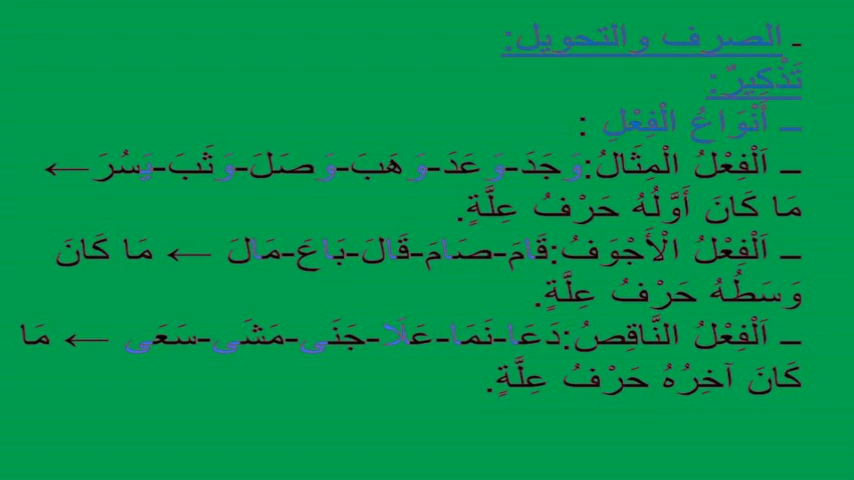 - الصرف والتحويل:
تَذْكِيرٌ:
– أَنْوَاعُ الْفِعْلِ :
– اَلْفِعْلُ الْمِثَالُ:وَجَدَ-وَعَدَ-وَهَبَ-وَصَلَ-وَثَبَ-يَسُرَ ←
مَا كَانَ أَوَّلُهُ حَرْفُ عِلَّةٍ.
– اَلْفِعْلُ الْأَجْوَفُ:قَامَ-صَامَ-قَالَ-بَاعَ-مَالَ ← مَا كَانَ
وَسَطُهُ حَرْفُ عِلَّةٍ.
– اَلْفِعْلُ النَّاقِصُ:دَعَا-نَمَا-عَلَا-جَنَى-مَشَى-سَعَى ← مَا
كَانَ آخِرُهُ حَرْفُ عِلَّةٍ.